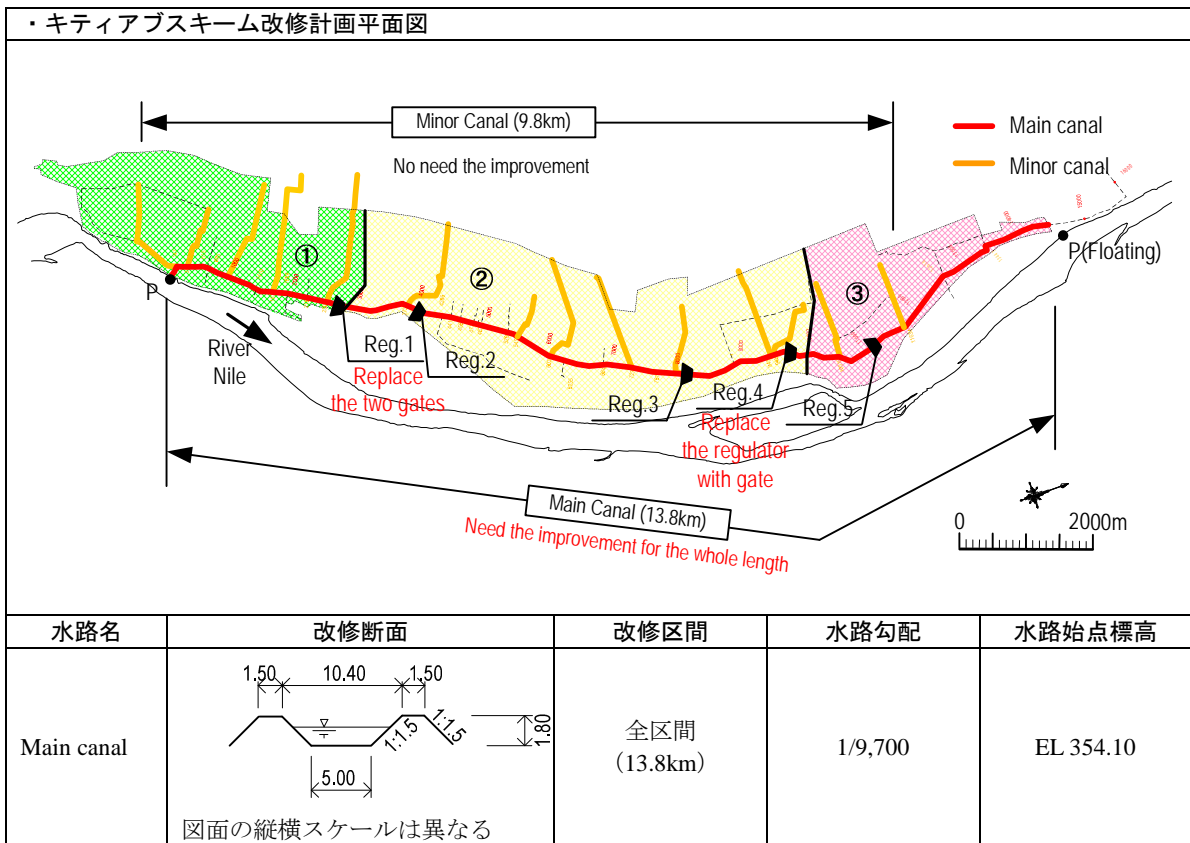 ・キティアブスキーム改修計画平面図
Minor Canal (9.8km)
No need the improvement
Main canal
Minor canal
①
②
③
P
P(Floating)
River
Nile
Reg.1
Replace
the two gates
Reg.2
Reg.3
Reg.4
Replace
the regulator
with gate
Reg.5
Main Canal (13.8km)
Need the improvement for the whole length
0 2000m
水路名 改修断面 改修区間 水路勾配 水路始点標高
Main canal
1.50 10.40 1.50
1:1.5 1:1.5
1.80
5.00
図面の縦横スケールは異なる
全区間
(13.8km)
1/9,700
EL 354.10